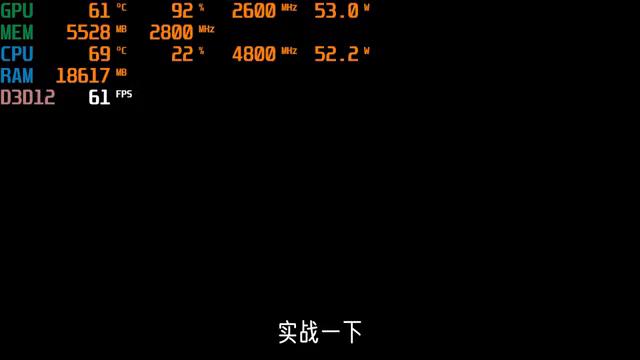 GPU 61 °C 92 % 2600 MHz 53.0 W
MEM 5528 MB 2800 MHz
CPU 69 °C 22 % 4800 MHz 52.2 W
RAM 18617 MB
D3D12 61 FPS
实战一下